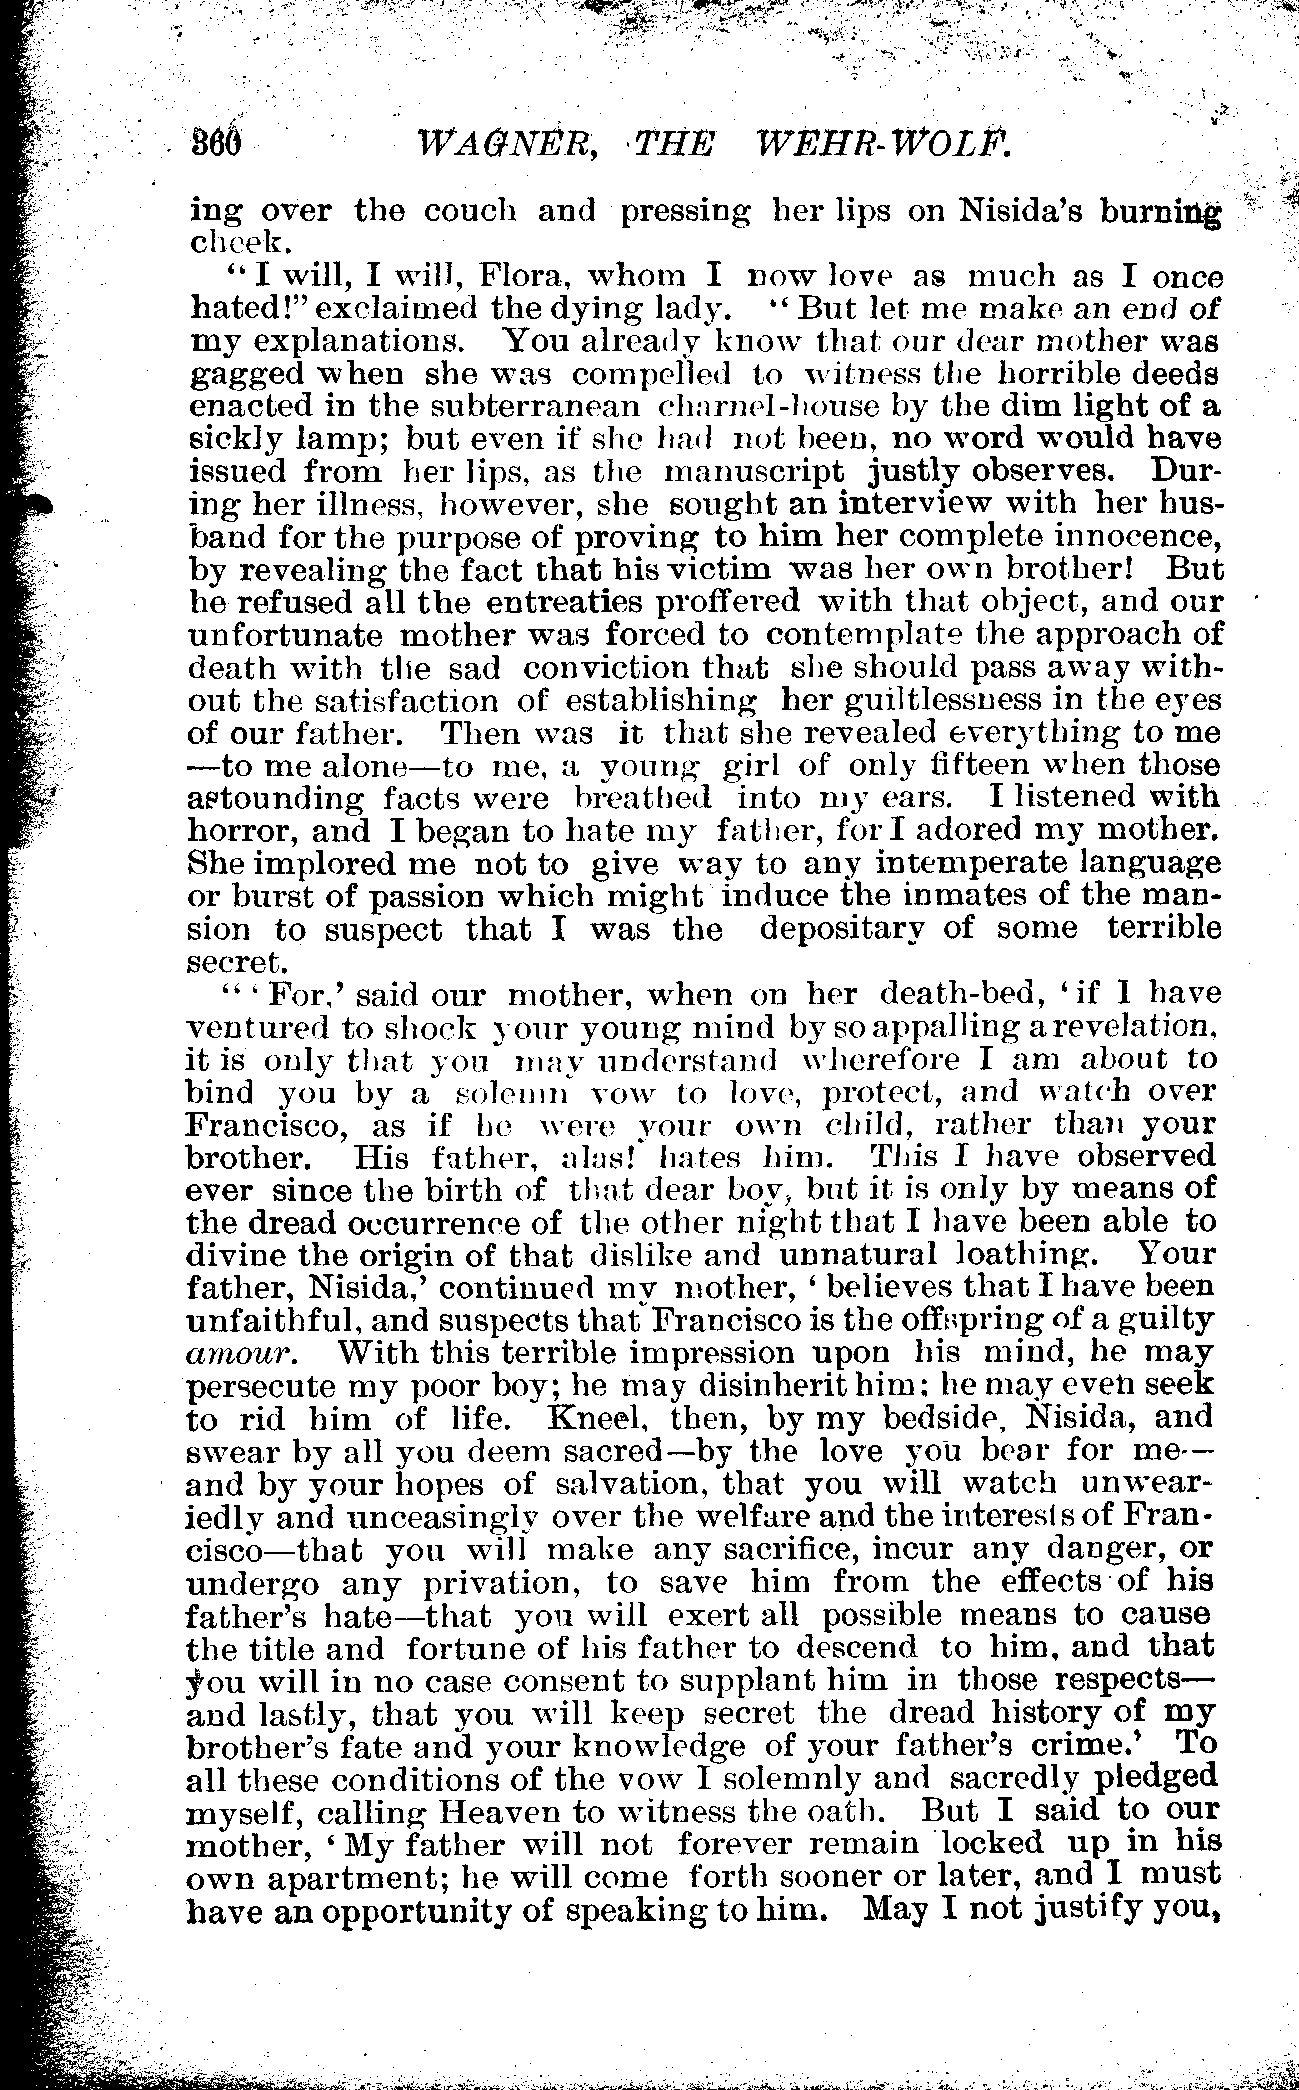 360 WAGNER, THE WEHR-WOLF.
ing over the couch and pressing her lips on Nisida's burning
cheek.
"I will, I will, Flora, whom I now love as much as I once
hated!" exclaimed the dying lady. "But let me make an end of
my explanations. You already know that our dear mother was
gagged when she was compelled to witness the horrible deeds
enacted in the subterranean charnel-house by the dim light of a
sickly lamp; but even if she had not been, no word would have
issued from her lips, as the manuscript justly observes. Dur-
ing her illness, however, she sought an interview with her hus-
band for the purpose of proving to him her complete innocence,
by revealing the fact that his victim was her own brother! But
he refused all the entreaties proffered with that object, and our
unfortunate mother was forced to contemplate the approach of
death with the sad conviction that she should pass away with-
out the satisfaction of establishing her guiltlessness in the eyes
of our father. Then was it that she revealed everything to me
—to me alone—to me, a young girl of only fifteen when those
astounding facts were breathed into my ears. I listened with
horror, and I began to hate my father, for I adored my mother.
She implored me not to give way to any intemperate language
or burst of passion which might induce the inmates of the man-
sion to suspect that I was the depositary of some terrible
secret.
"'For,' said our mother, when on her death-bed, 'if I have
ventured to shock your young mind by so appalling a revelation,
it is only that you may understand wherefore I am about to
bind you by a solemn vow to love, protect, and watch over
Francisco, as if he were your own child, rather than your
brother. His father, alas! hates him. This I have observed
ever since the birth of that dear boy, but it is only by means of
the dread occurrence of the other night that I have been able to
divine the origin of that dislike and unnatural loathing. Your
father, Nisida,' continued my mother, 'believes that I have been
unfaithful, and suspects that Francisco is the offspring of a guilty
amour. With this terrible impression upon his mind, he may
persecute my poor boy; he may disinherit him; he may even seek
to rid him of life. Kneel, then, by my bedside, Nisida, and
swear by all you deem sacred—by the love you bear for me—
and by your hopes of salvation, that you will watch unwear-
iedly and unceasingly over the welfare and the interests of Fran-
cisco—that you will make any sacrifice, incur any danger, or
undergo any privation, to save him from the effects of his
father's hate—that you will exert all possible means to cause
the title and fortune of his father to descend to him, and that
you will in no case consent to supplant him in those respects—
and lastly, that you will keep secret the dread history of my
brother's fate and your knowledge of your father's crime.' To
all these conditions of the vow I solemnly and sacredly pledged
myself, calling Heaven to witness the oath. But I said to our
mother, 'My father will not forever remain locked up in his
own apartment; he will come forth sooner or later, and I must
have an opportunity of speaking to him. May I not justify you,